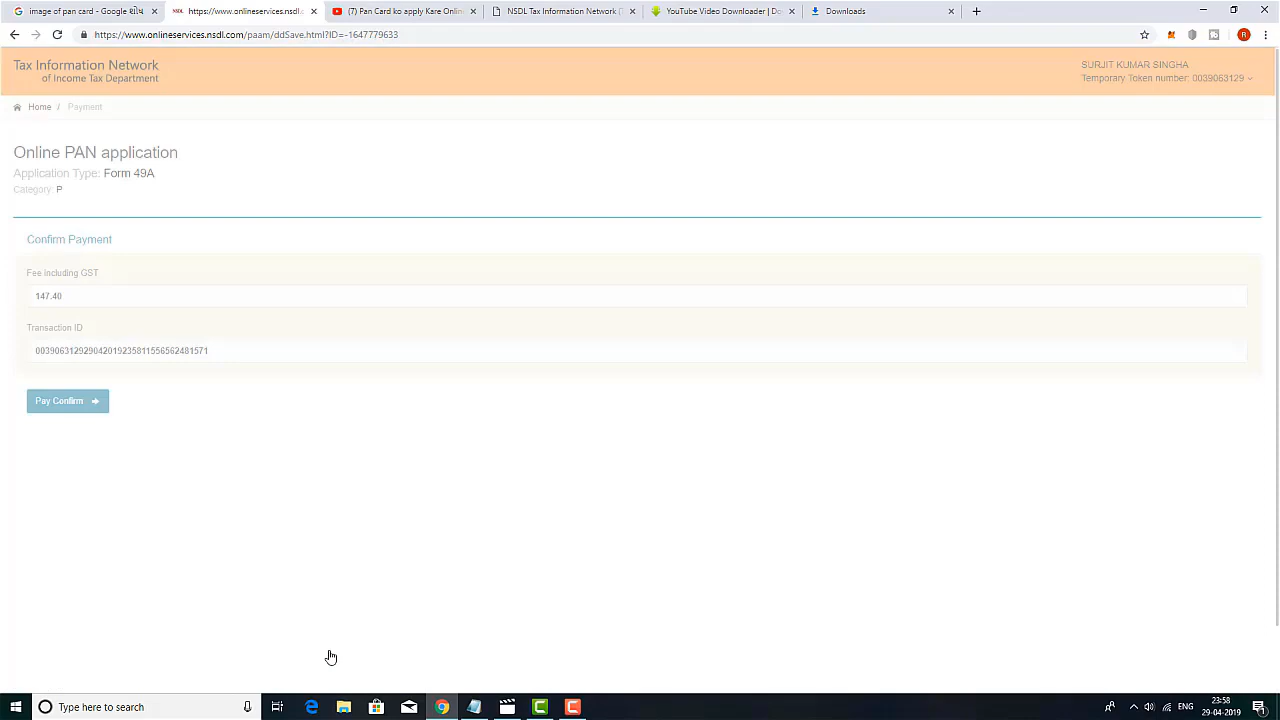 image of pan card - Google
https://www.onlineservices.nsdl.c
(7) Pan Card ko apply Kare Onlin
NSDL Tax Information Network (T
YouTube Video Downloader | Do
Downloads
https://www.onlineservices.nsdl.com/paam/ddSave.html?ID=-1647779633
R
Tax Information Network
of Income Tax Department
SURJIT KUMAR SINGHA
Temporary Token number: 0039063129
Home / Payment
Online PAN application
Application Type: Form 49A
Category: P
Confirm Payment
Fee including GST
147.40
Transaction ID
003906312929042019235811556562481571
Pay Confirm
Type here to search
ENG
23:58
29-04-2019